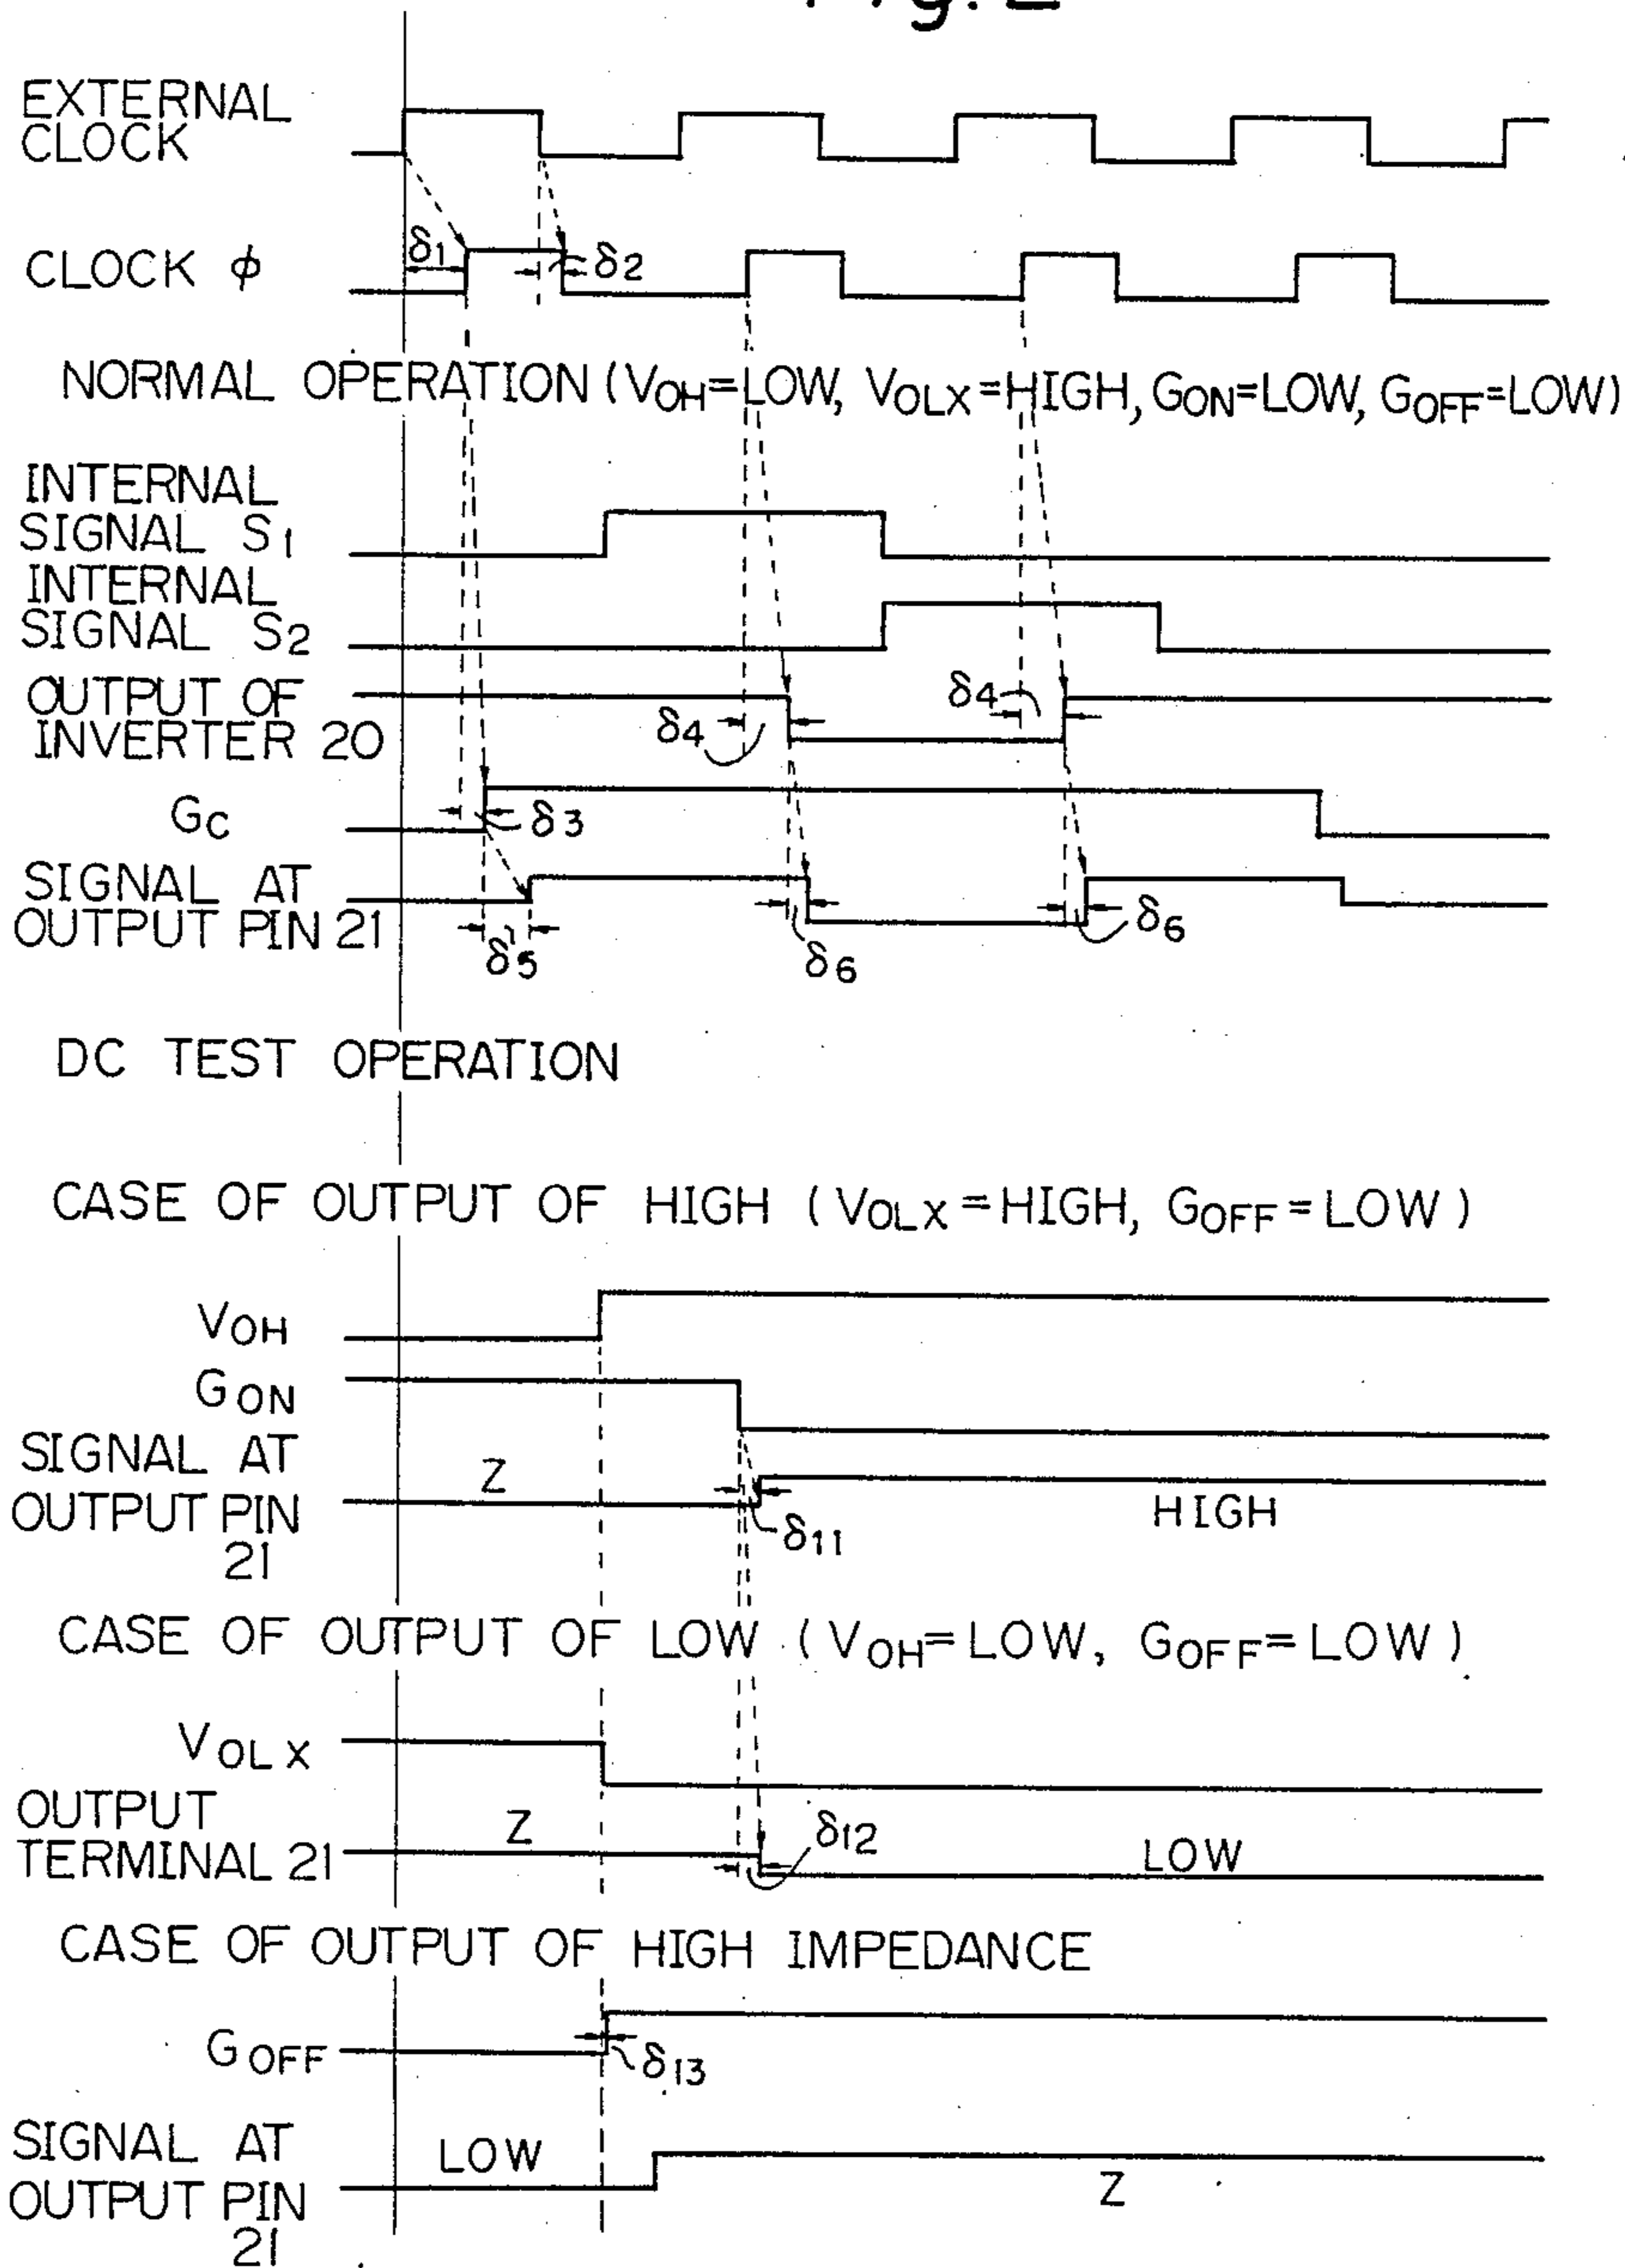 Fig. 2
EXTERNAL
CLOCK
CLOCK φ
δ1
δ2
NORMAL OPERATION (VOH=LOW, VOLX=HIGH, GON=LOW, GOFF=LOW)
INTERNAL
SIGNAL S1
INTERNAL
SIGNAL S2
OUTPUT OF
INVERTER 20
δ4
δ4
GC
δ3
SIGNAL AT
OUTPUT PIN 21
δ5
δ6
δ6
DC TEST OPERATION
CASE OF OUTPUT OF HIGH (VOLX=HIGH, GOFF=LOW)
VOH
GON
SIGNAL AT
OUTPUT PIN
21
Z
δ11
HIGH
CASE OF OUTPUT OF LOW (VOH=LOW, GOFF=LOW)
VOLX
OUTPUT
TERMINAL 21
Z
δ12
LOW
CASE OF OUTPUT OF HIGH IMPEDANCE
GOFF
δ13
SIGNAL AT
OUTPUT PIN
21
LOW
Z